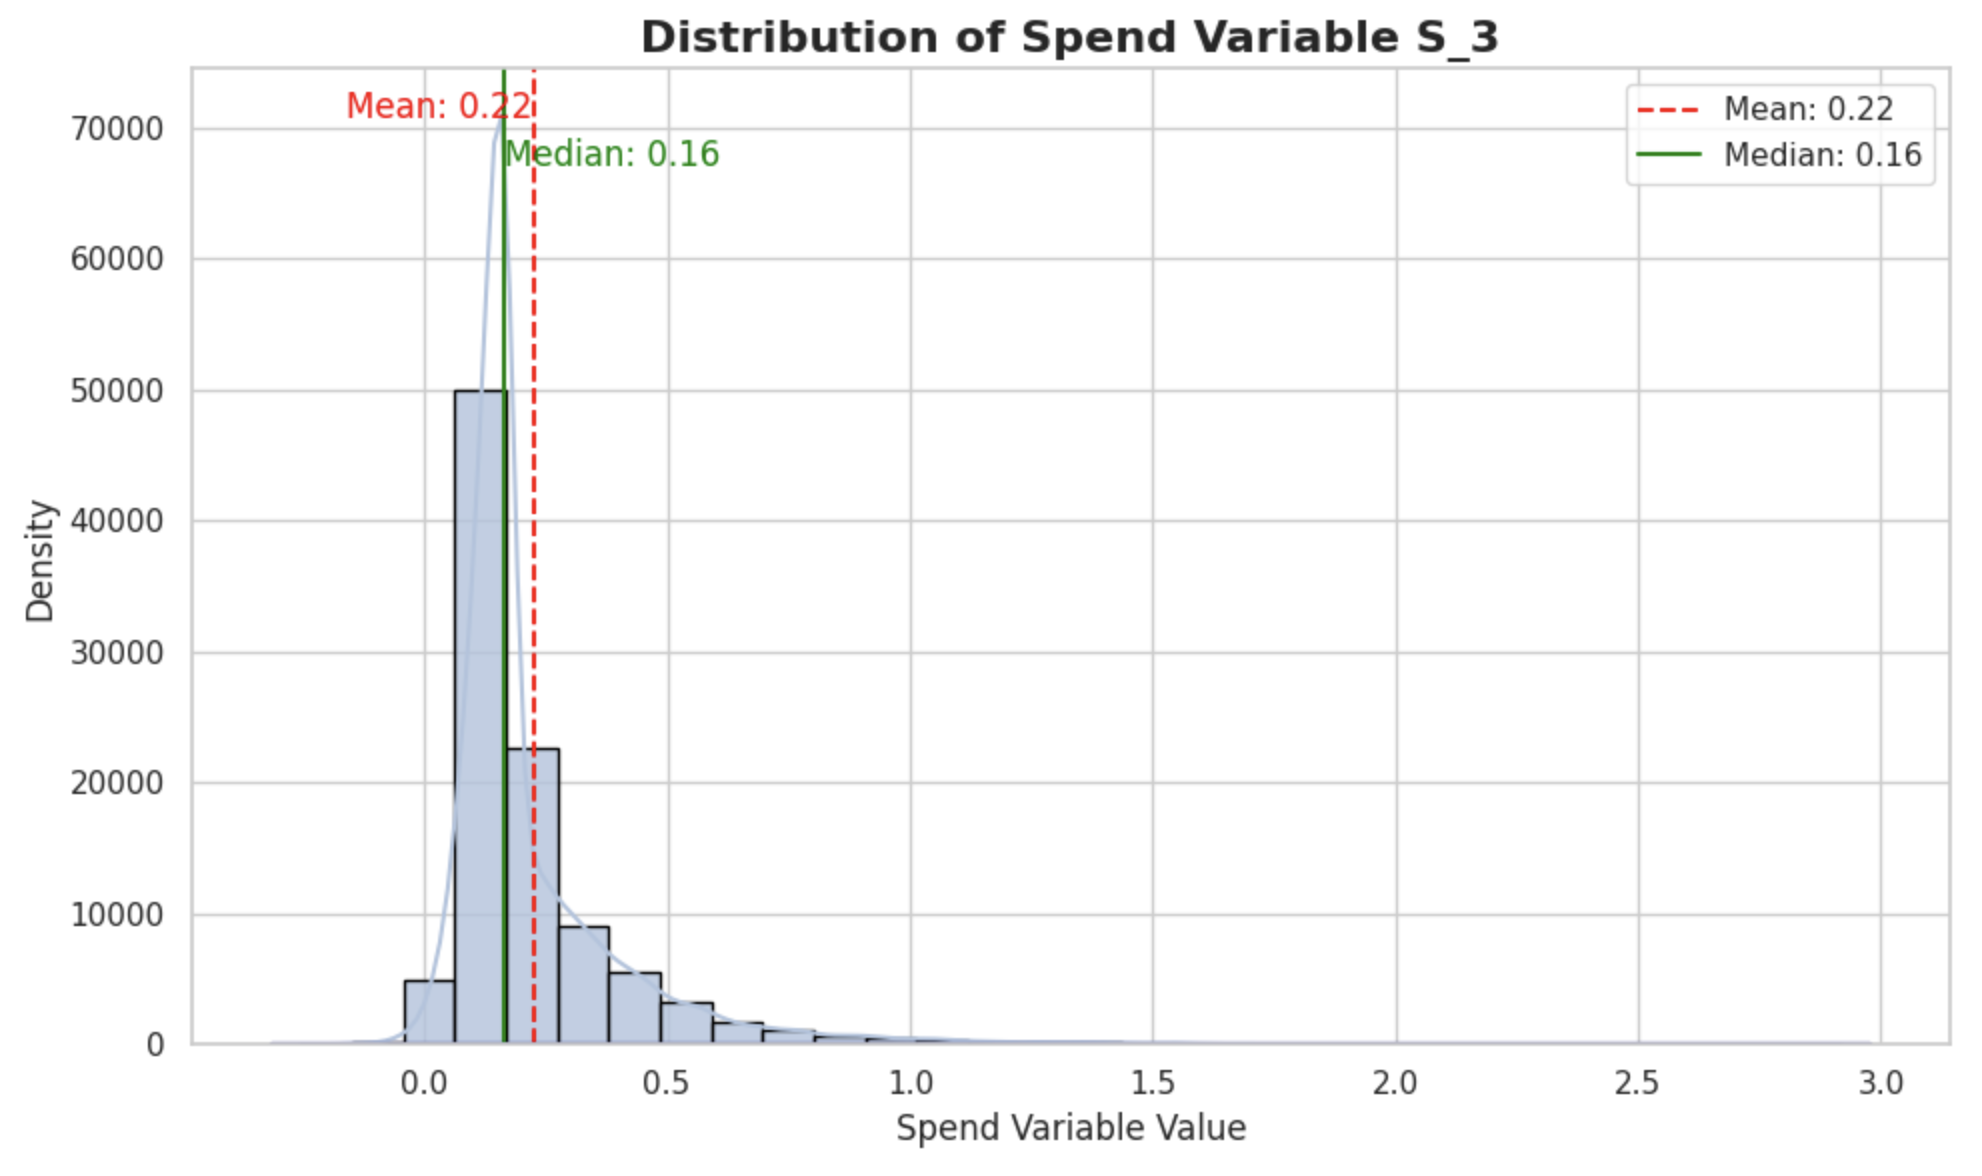 Distribution of Spend Variable S_3
Mean: 0.22
Median: 0.16
Mean: 0.22
Median: 0.16
Density
70000
60000
50000
40000
30000
20000
10000
0
0.0 0.5 1.0 1.5 2.0 2.5 3.0
Spend Variable Value